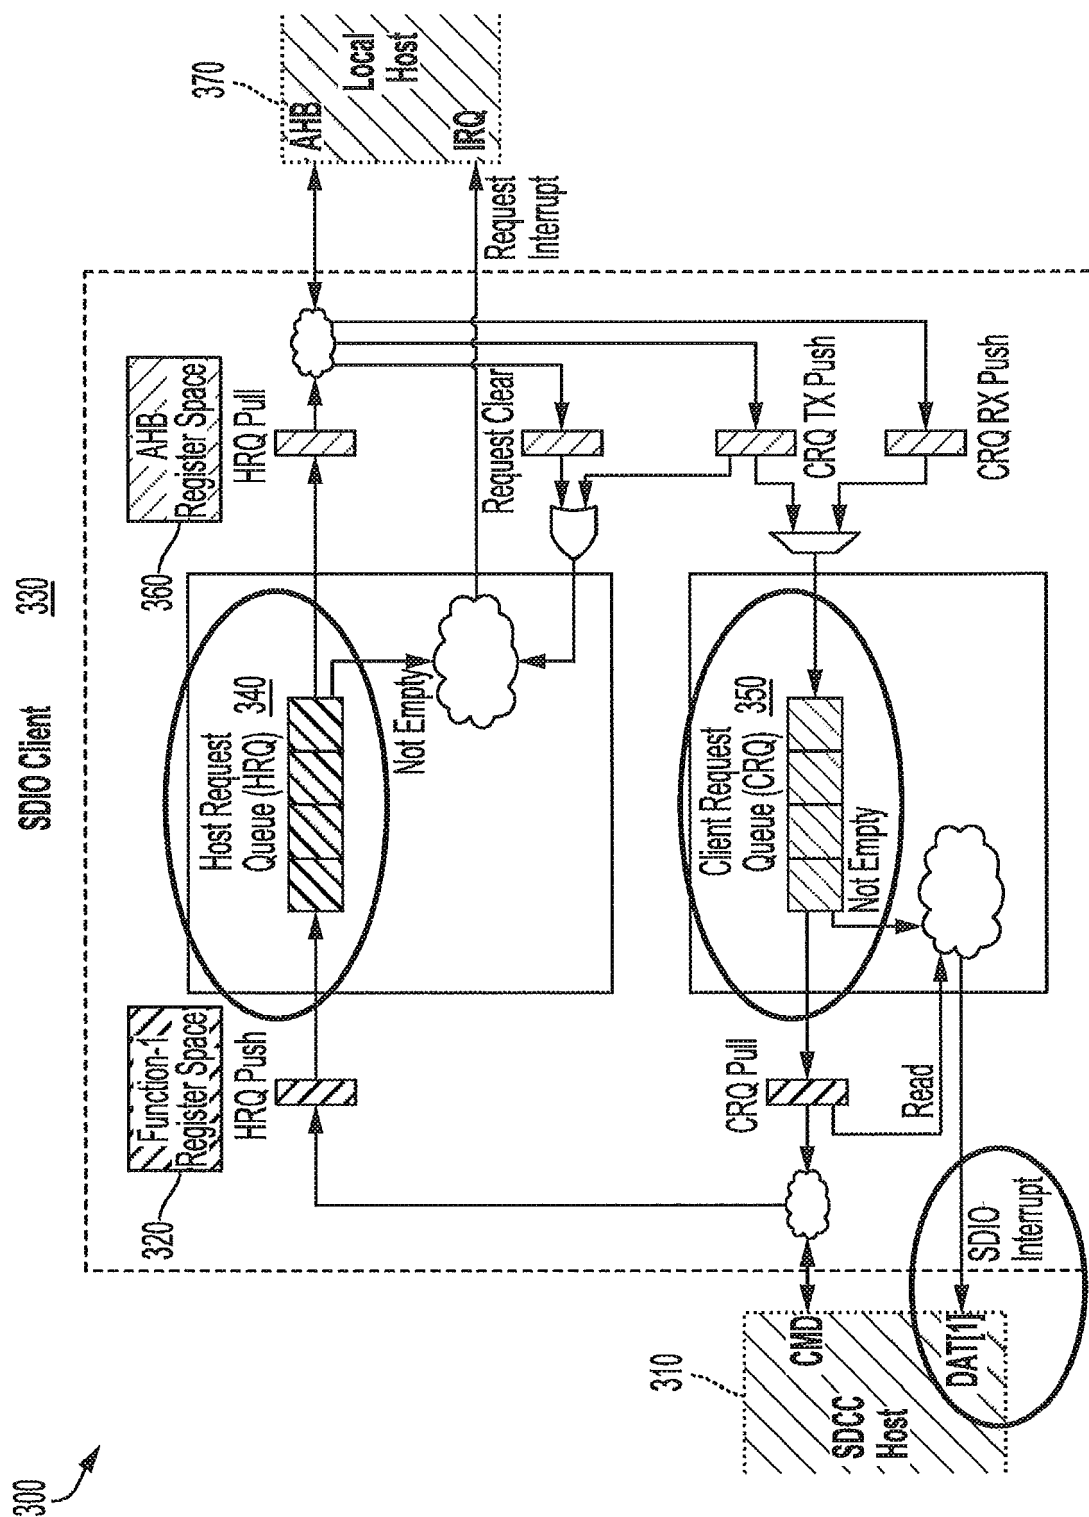 300
SDIO Client
330
320
Function-1
Register Space
HRQ Push
Host Request
Queue (HRQ)
340
Not Empty
360
AHB
Register Space
HRQ Pull
Request Clear
Request
Interrupt
370
AHB
IRQ
Local
Host
310
SDCC
Host
CMD
DAT[1]
SDIO
Interrupt
CRQ Pull
Read
Client Request
Queue (CRQ)
350
Not Empty
CRQ TX Push
CRQ RX Push